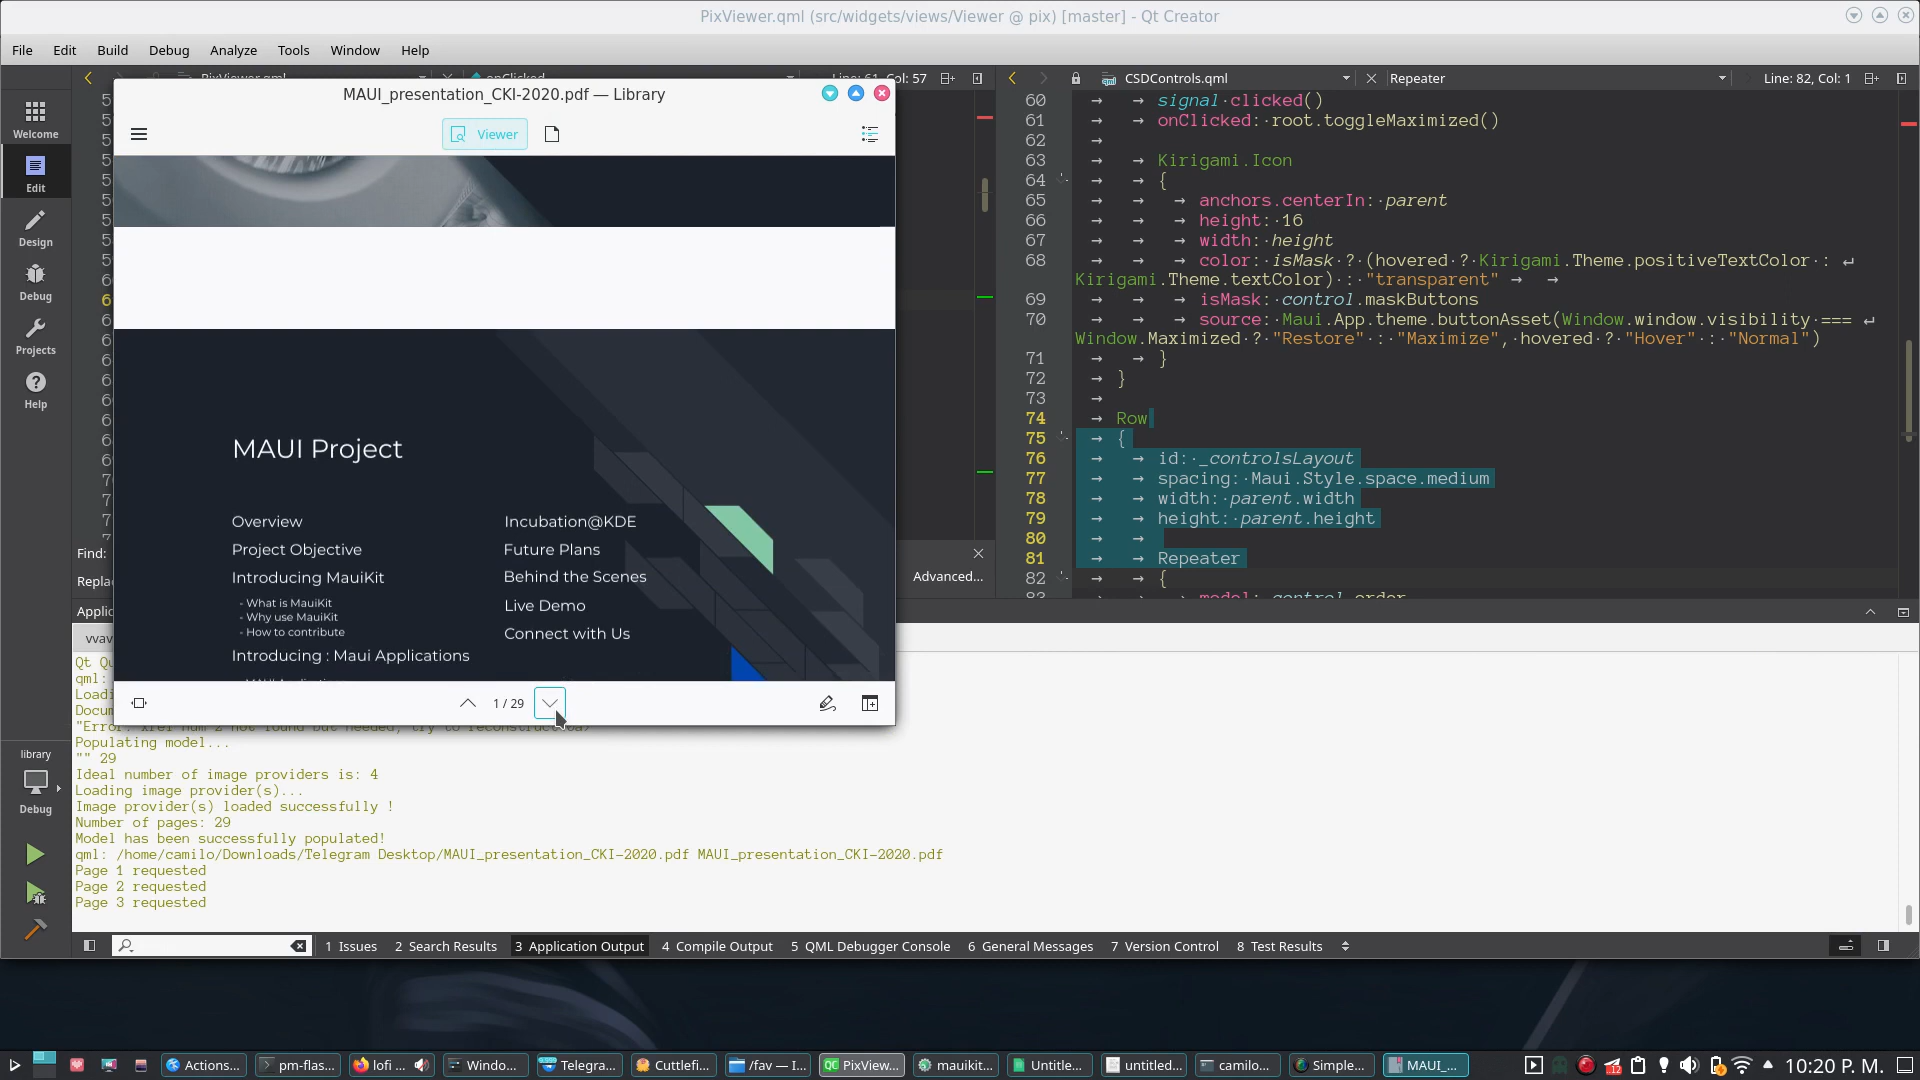 PixViewer.qml (src/widgets/views/Viewer @ pix) [master] - Qt Creator
File Edit Build Debug Analyze Tools Window Help
PixViewer.qml onClicked Line: 61, Col: 57
CSDControls.qml Repeater Line: 82, Col: 1
Welcome
Edit
Design
Debug
Projects
Help
library
Debug
MAUI_presentation_CKI-2020.pdf — Library
Viewer
MAUI Project
Overview
Project Objective
Introducing MauiKit
- What is MauiKit
- Why use MauiKit
- How to contribute
Introducing : Maui Applications
Incubation@KDE
Future Plans
Behind the Scenes
Live Demo
Connect with Us
1 / 29
60 signal clicked()
61 onClicked: root.toggleMaximized()
62
63 Kirigami.Icon
64 {
65 anchors.centerIn: parent
66 height: 16
67 width: height
68 color: isMask ? (hovered ? Kirigami.Theme.positiveTextColor :
Kirigami.Theme.textColor) : "transparent"
69 isMask: control.maskButtons
70 source: Maui.App.theme.buttonAsset(Window.window.visibility ===
Window.Maximized ? "Restore" : "Maximize", hovered ? "Hover" : "Normal")
71 }
72 }
73
74 Row
75 {
76 id: _controlsLayout
77 spacing: Maui.Style.space.medium
78 width: parent.width
79 height: parent.height
80
81 Repeater
82 {
83 model: control.order
Find:
Advanced...
Populating model...
"" 29
Ideal number of image providers is: 4
Loading image provider(s)...
Image provider(s) loaded successfully !
Number of pages: 29
Model has been successfully populated!
qml: /home/camilo/Downloads/Telegram Desktop/MAUI_presentation_CKI-2020.pdf MAUI_presentation_CKI-2020.pdf
Page 1 requested
Page 2 requested
Page 3 requested
1 Issues 2 Search Results 3 Application Output 4 Compile Output 5 QML Debugger Console 6 General Messages 7 Version Control 8 Test Results
Actions... pm-flas... lofi ... Windo... Telegra... Cuttlefi... /fav — I... PixView... mauikit... Untitle... untitled... camilo... Simple... MAUI_... 12 10:20 P. M.